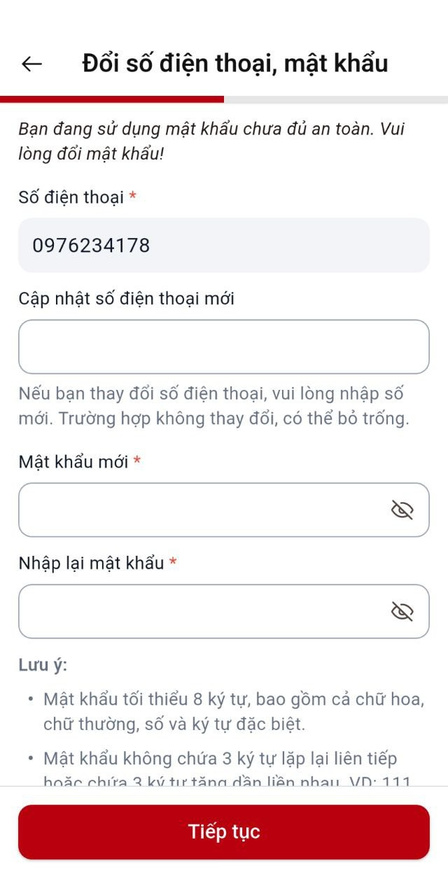 Đổi số điện thoại, mật khẩu
Bạn đang sử dụng mật khẩu chưa đủ an toàn. Vui
lòng đổi mật khẩu!
Số điện thoại *
0976234178
Cập nhật số điện thoại mới
Nếu bạn thay đổi số điện thoại, vui lòng nhập số
mới. Trường hợp không thay đổi, có thể bỏ trống.
Mật khẩu mới *
Nhập lại mật khẩu *
Lưu ý:
• Mật khẩu tối thiểu 8 ký tự, bao gồm cả chữ hoa,
chữ thường, số và ký tự đặc biệt.
• Mật khẩu không chứa 3 ký tự lặp lại liên tiếp
hoặc chứa 3 ký tự tăng dần liền nhau. VD: 111
Tiếp tục